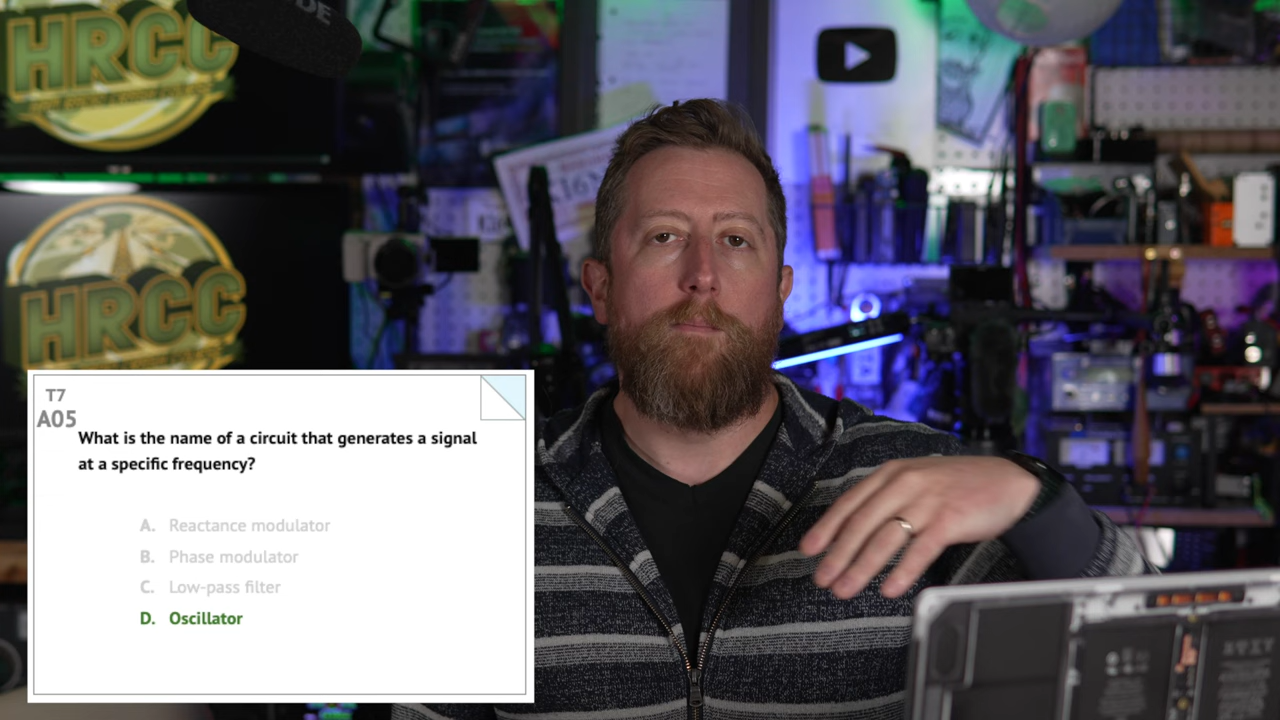 HRCC
DE
HRCC
T7
A05
What is the name of a circuit that generates a signal
at a specific frequency?
A. Reactance modulator
B. Phase modulator
C. Low-pass filter
D. Oscillator